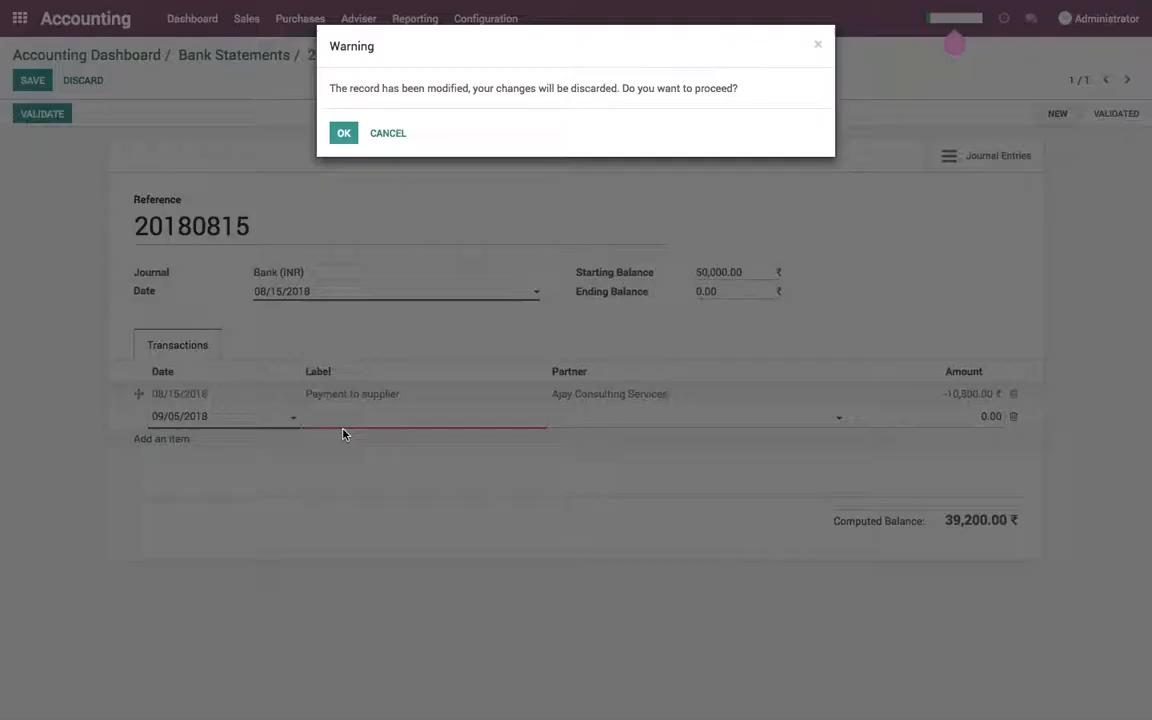 Accounting Dashboard Sales Purchases Adviser Reporting Configuration Administrator
Warning ×
Accounting Dashboard / Bank Statements / 2
The record has been modified, your changes will be discarded. Do you want to proceed?
SAVE DISCARD 1 / 1
OK CANCEL
VALIDATE NEW VALIDATED
Journal Entries
Reference
20180815
Journal Bank (INR) Starting Balance 50,000.00 ₹
Date 08/15/2018 Ending Balance 0.00 ₹
Transactions
Date Label Partner Amount
08/15/2018 Payment to supplier Ajay Consulting Services -10,800.00 ₹
09/05/2018 0.00
Add an item
Computed Balance: 39,200.00 ₹